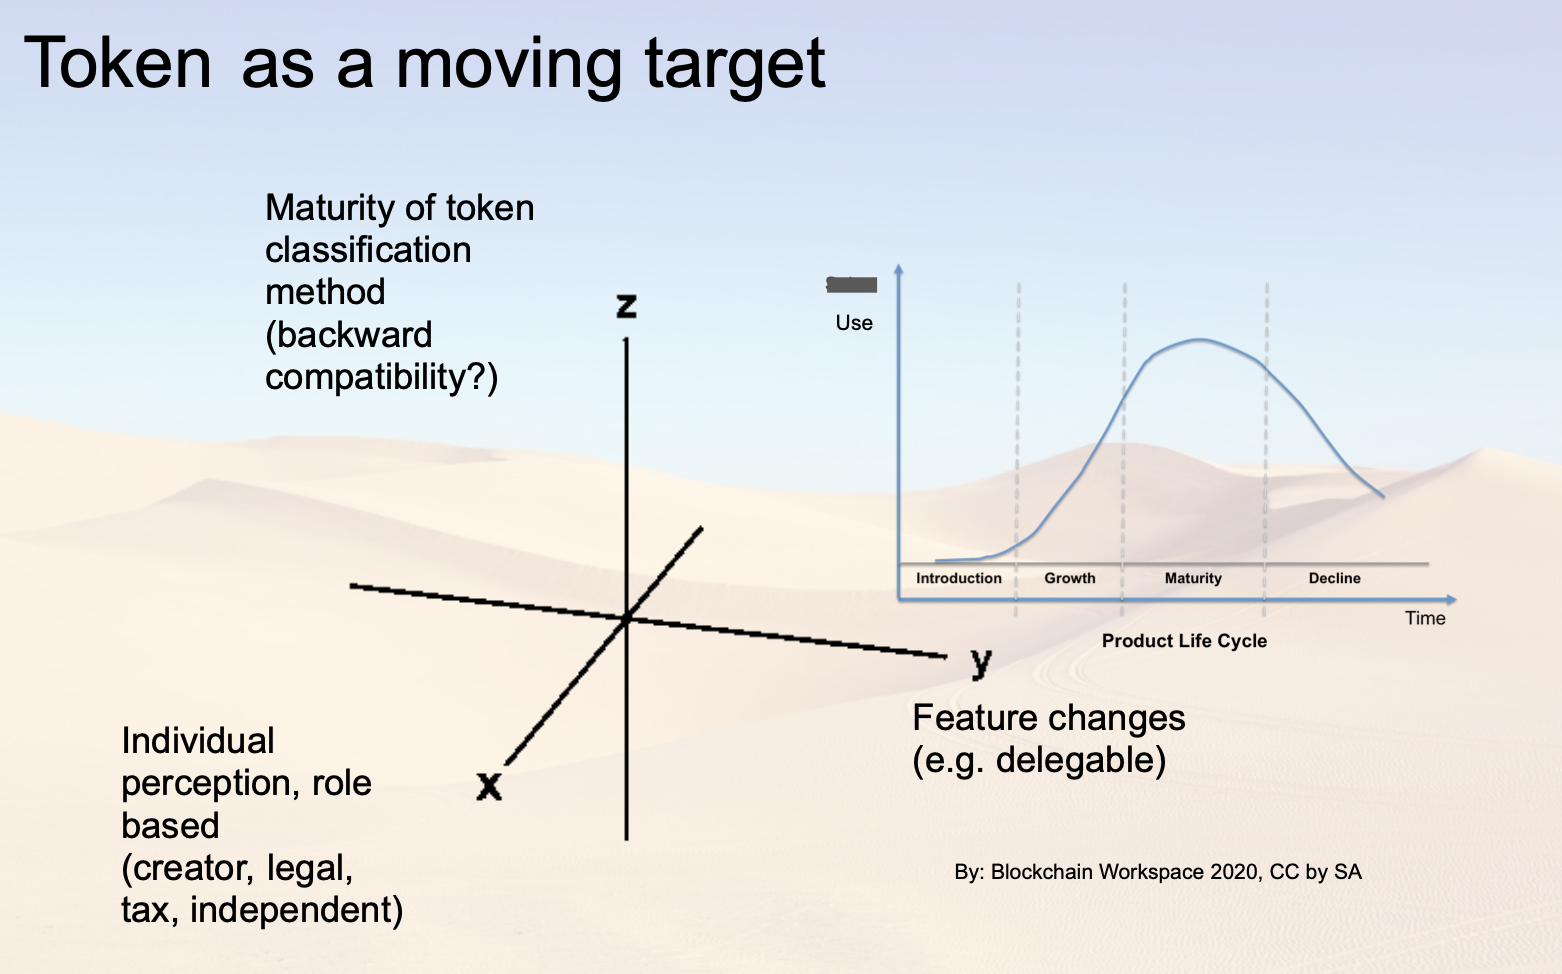 Token as a moving target
Maturity of token
classification
method
(backward
compatibility?)
z
Use
Introduction
Growth
Maturity
Decline
Time
Product Life Cycle
y
Feature changes
(e.g. delegable)
x
Individual
perception, role
based
(creator, legal,
tax, independent)
By: Blockchain Workspace 2020, CC by SA